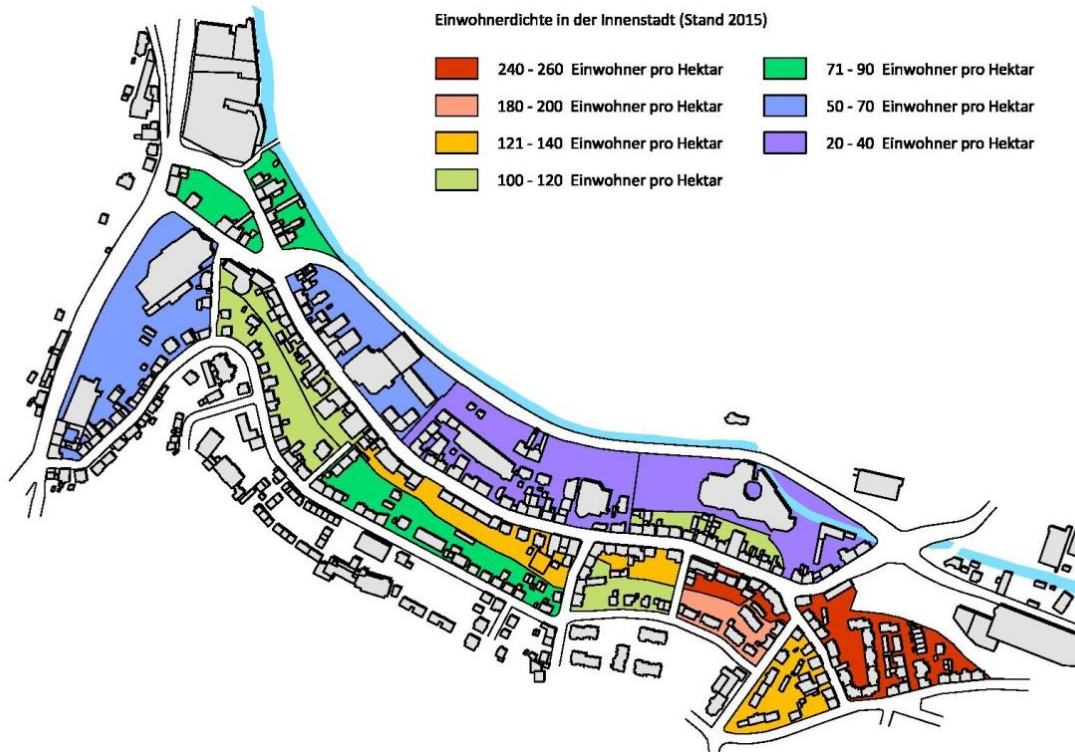 Einwohnerdichte in der Innenstadt (Stand 2015)
240 - 260 Einwohner pro Hektar
180 - 200 Einwohner pro Hektar
121 - 140 Einwohner pro Hektar
100 - 120 Einwohner pro Hektar
71 - 90 Einwohner pro Hektar
50 - 70 Einwohner pro Hektar
20 - 40 Einwohner pro Hektar